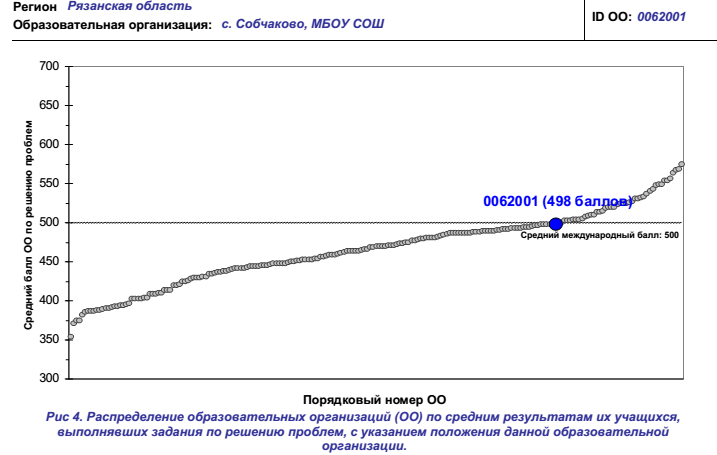 Регион Рязанская область
Образовательная организация: с. Собчаково, МБОУ СОШ
ID ОО: 0062001
Средний балл ОО по решению проблем
700
650
600
550
500
450
400
350
300
0062001 (498 баллов)
Средний международный балл: 500
Порядковый номер ОО
Рис 4. Распределение образовательных организаций (ОО) по средним результатам их учащихся,
выполнявших задания по решению проблем, с указанием положения данной образовательной
организации.